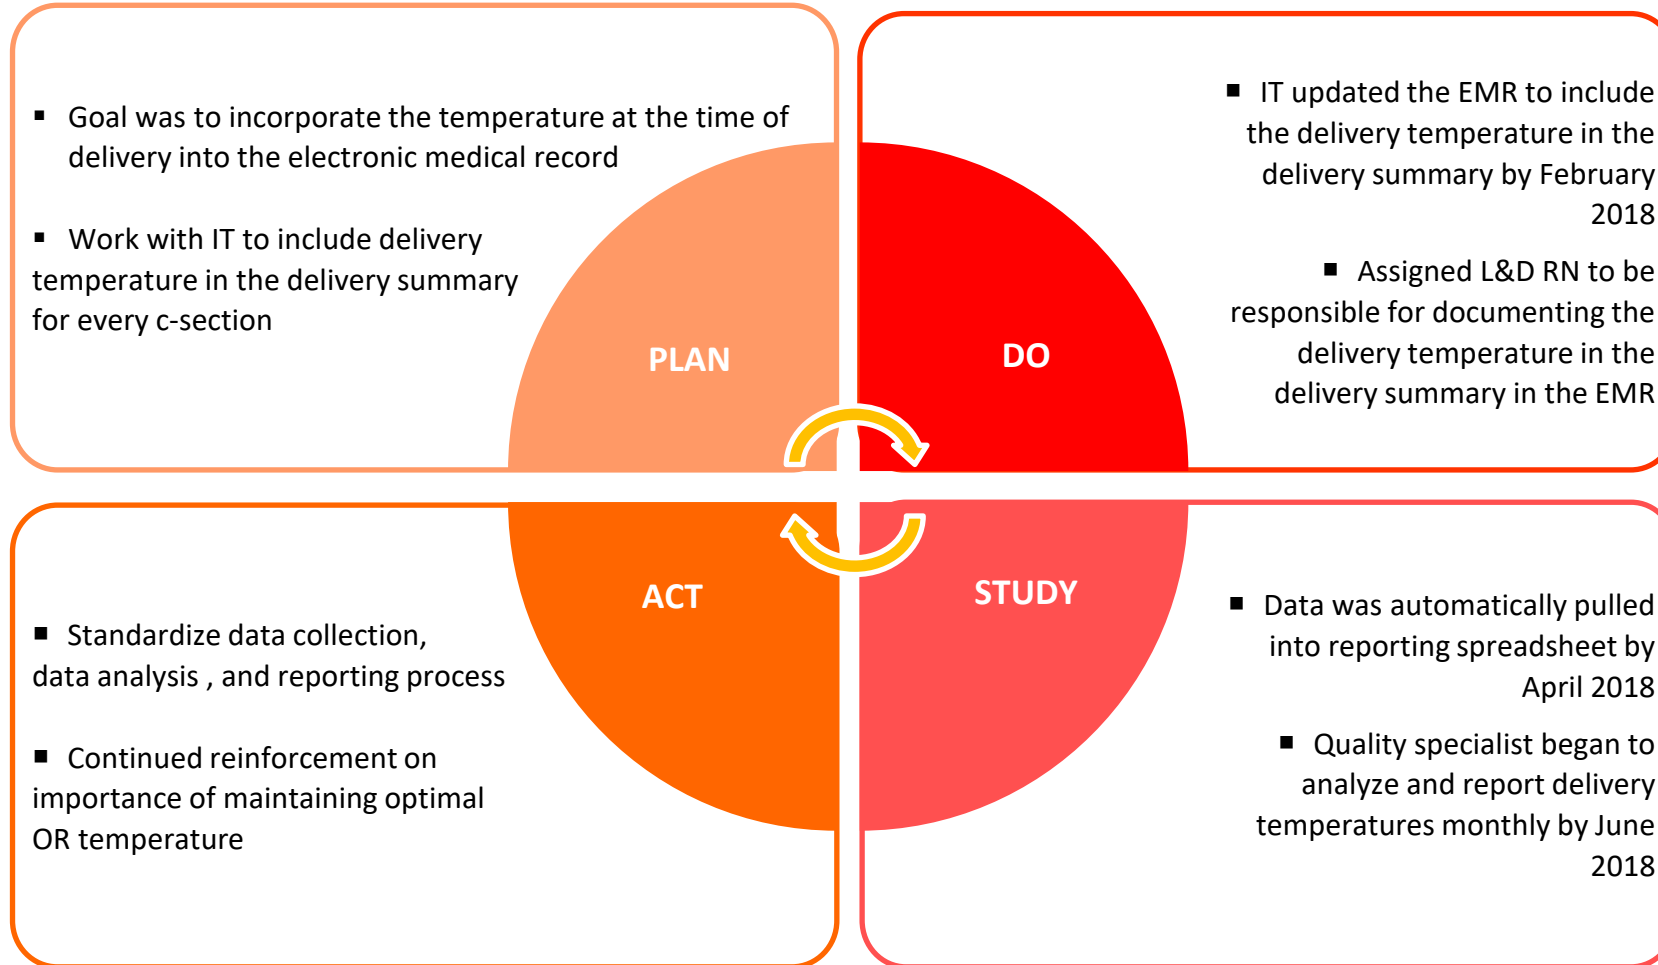 ▪ Goal was to incorporate the temperature at the time of
delivery into the electronic medical record
▪ Work with IT to include delivery
temperature in the delivery summary
for every c-section
PLAN
▪ IT updated the EMR to include
the delivery temperature in the
delivery summary by February
2018
▪ Assigned L&D RN to be
responsible for documenting the
delivery temperature in the
delivery summary in the EMR
DO
▪ Standardize data collection,
data analysis , and reporting process
▪ Continued reinforcement on
importance of maintaining optimal
OR temperature
ACT
STUDY
▪ Data was automatically pulled
into reporting spreadsheet by
April 2018
▪ Quality specialist began to
analyze and report delivery
temperatures monthly by June
2018